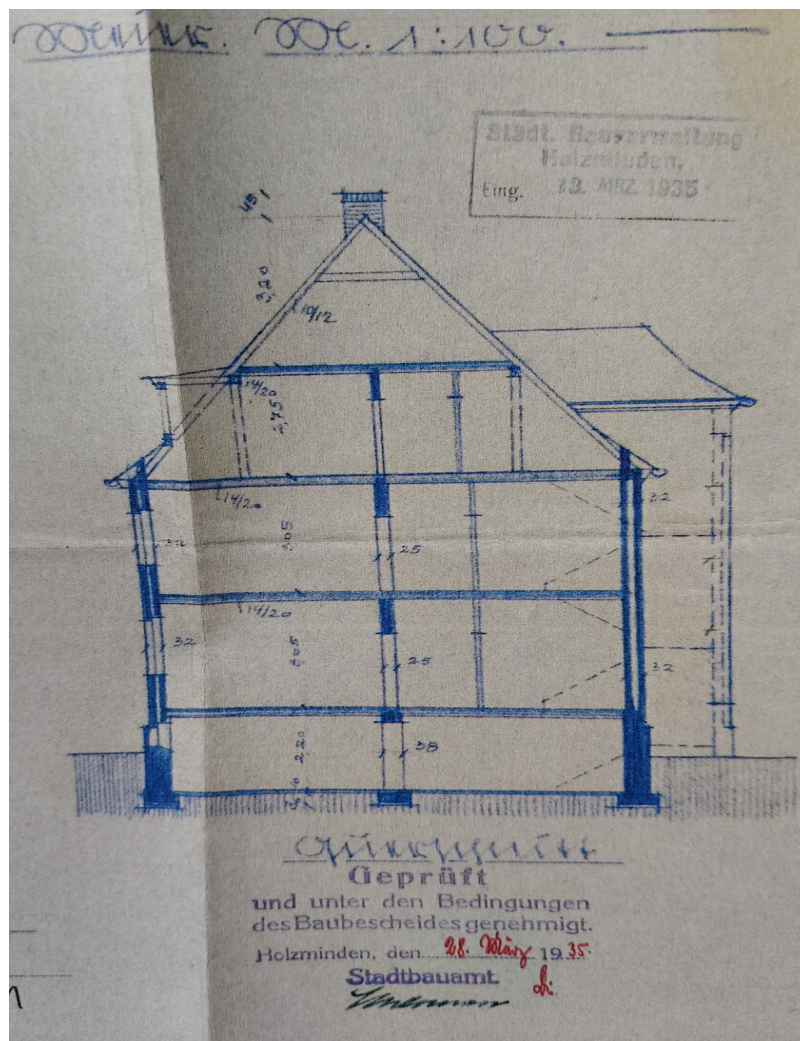 M. 1:100.
Städt. Bauverwaltung
Holzminden.
Eing. 13. MRZ. 1935
45
3,20
10/12
14/20
2,75
14/20
32
32
3,05
25
14/20
32
3,05
25
32
2,20
38
Querschnitt
Geprüft
und unter den Bedingungen
des Baubescheides genehmigt.
Holzminden, den 28. März 1935.
Stadtbauamt.